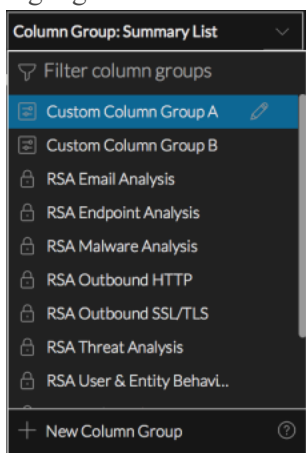 Column Group: Summary List
Filter column groups
Custom Column Group A
Custom Column Group B
RSA Email Analysis
RSA Endpoint Analysis
RSA Malware Analysis
RSA Outbound HTTP
RSA Outbound SSL/TLS
RSA Threat Analysis
RSA User & Entity Behavi...
New Column Group